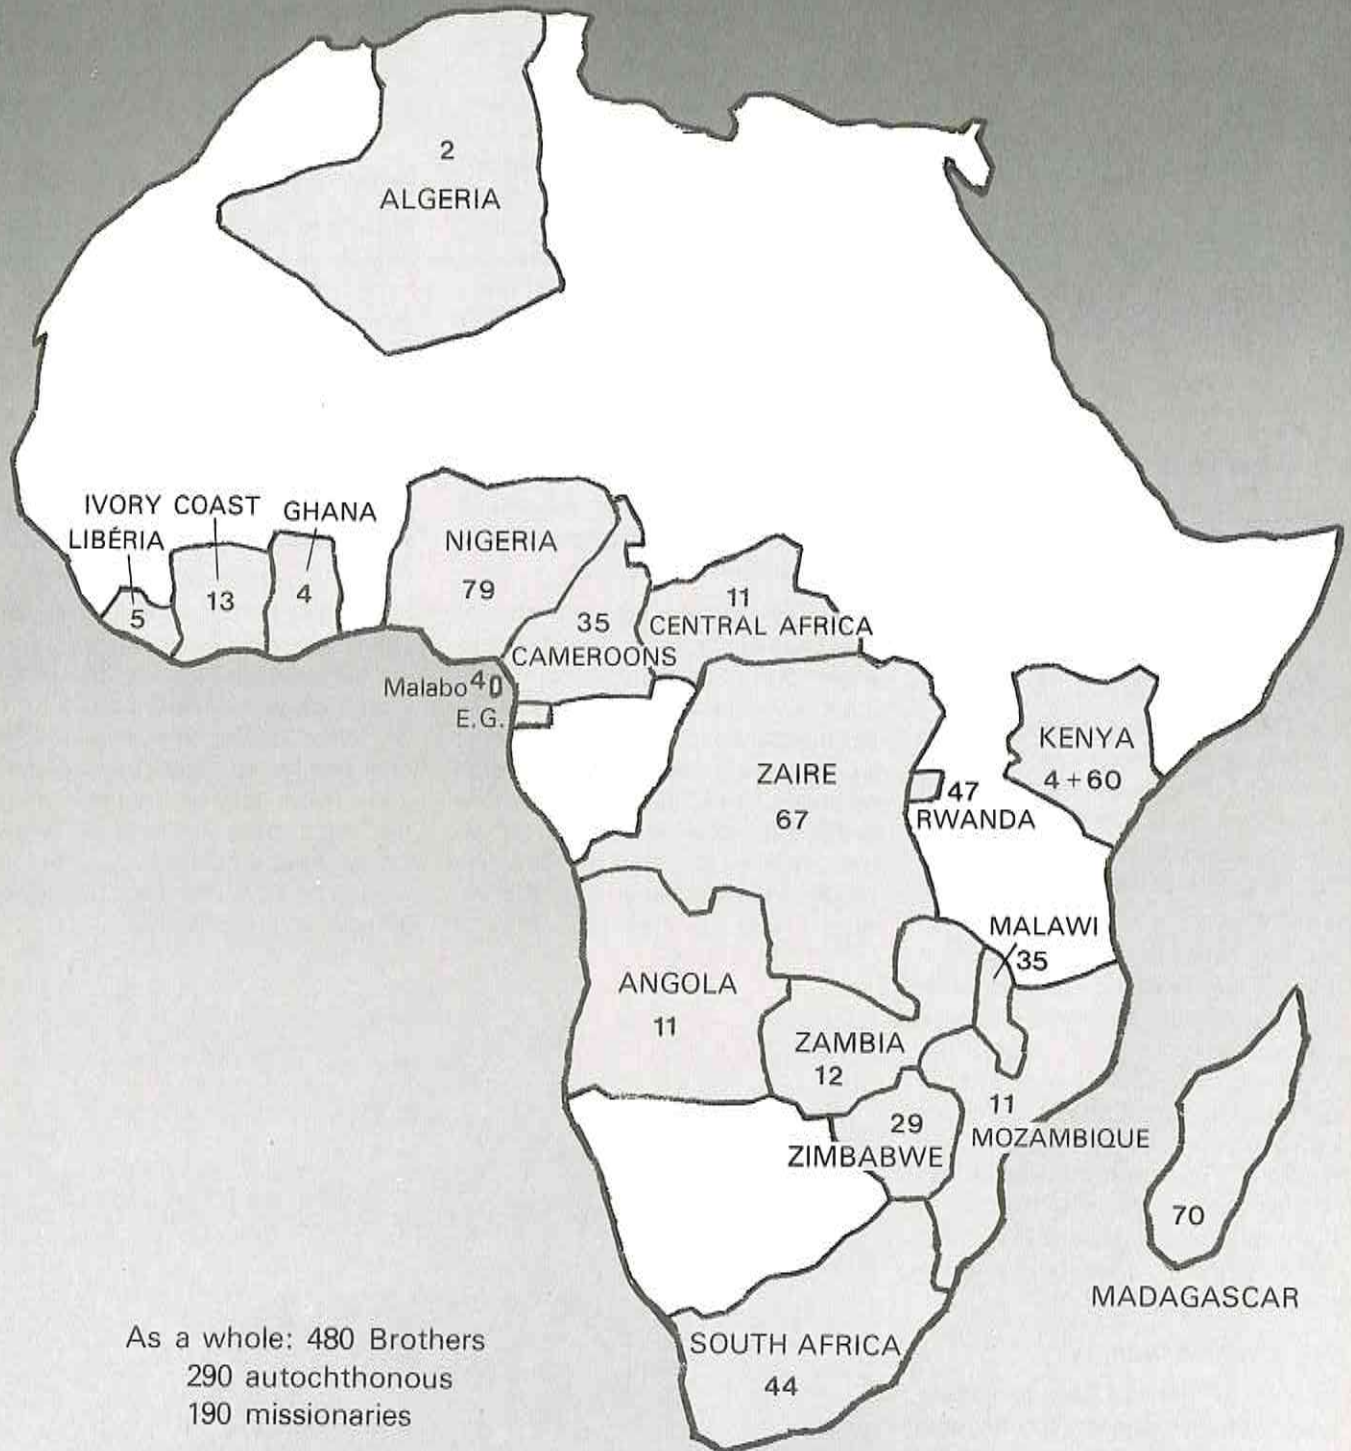 2
ALGERIA
IVORY COAST
GHANA
LIBÉRIA
5
13
4
NIGERIA
79
35
CAMEROONS
11
CENTRAL AFRICA
Malabo 4
E.G.
ZAIRE
67
47
RWANDA
KENYA
4 + 60
MALAWI
35
ANGOLA
11
ZAMBIA
12
29
ZIMBABWE
11
MOZAMBIQUE
70
MADAGASCAR
SOUTH AFRICA
44
As a whole: 480 Brothers
290 autochthonous
190 missionaries